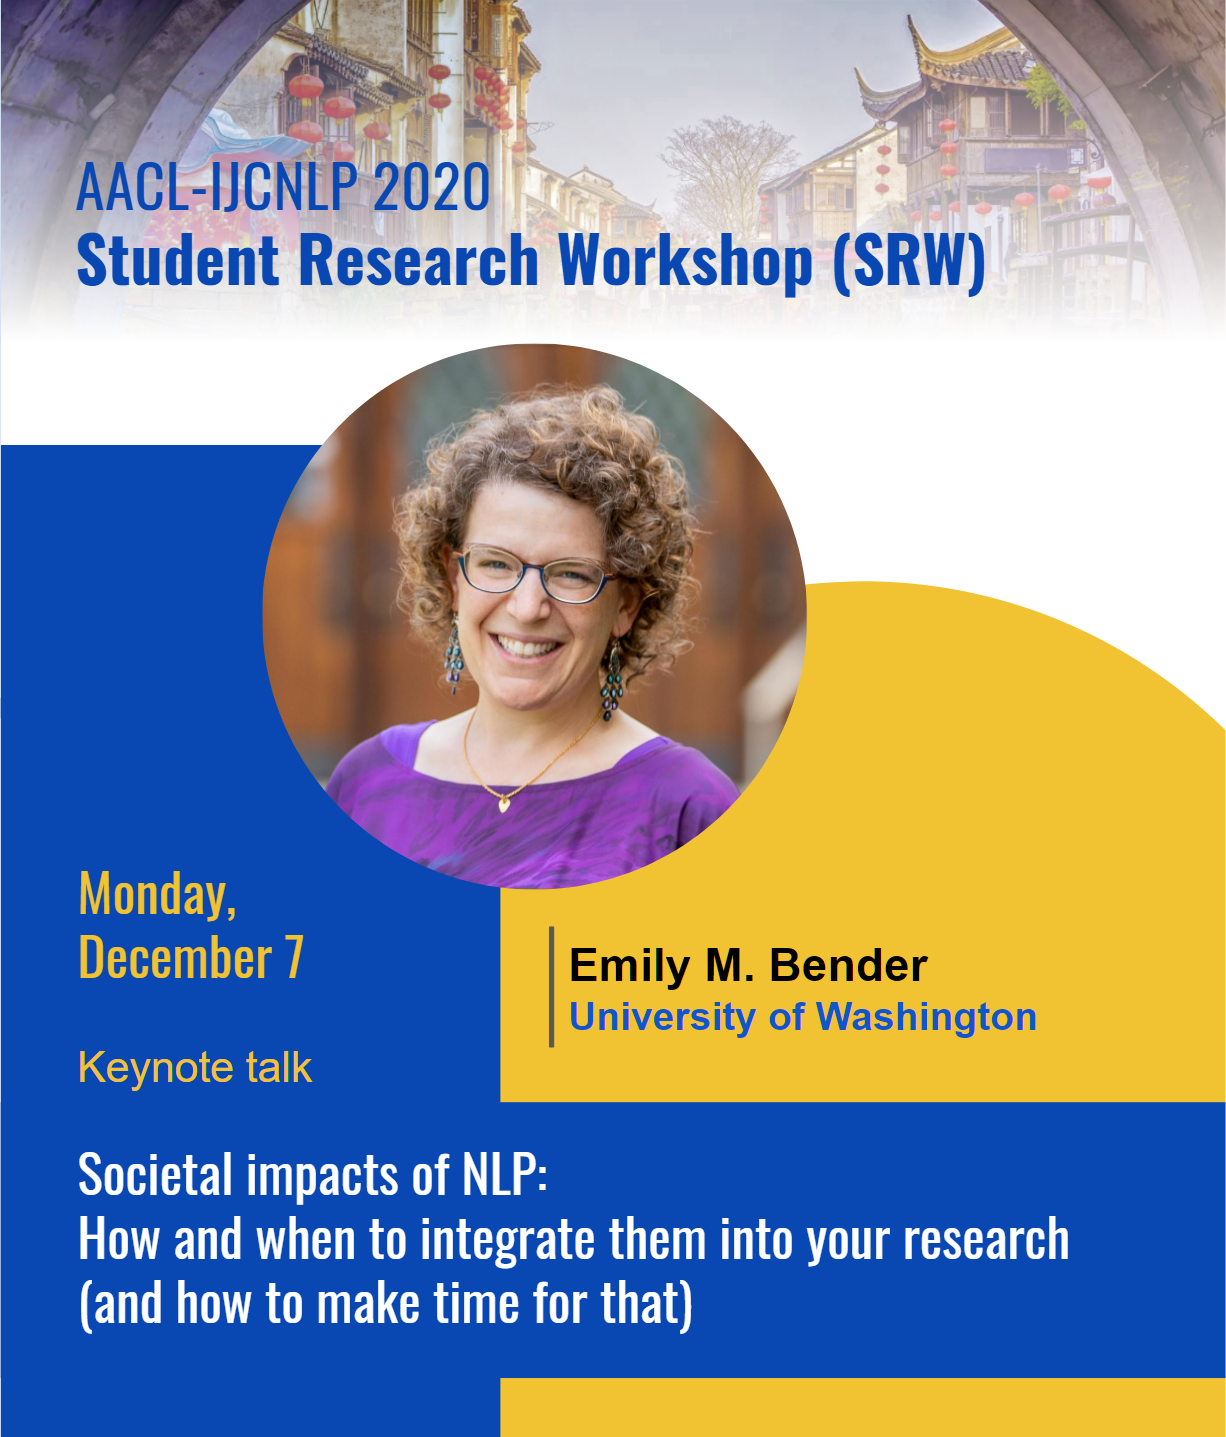 AACL-IJCNLP 2020
Student Research Workshop (SRW)
Monday,
December 7
Keynote talk
Emily M. Bender
University of Washington
Societal impacts of NLP:
How and when to integrate them into your research
(and how to make time for that)